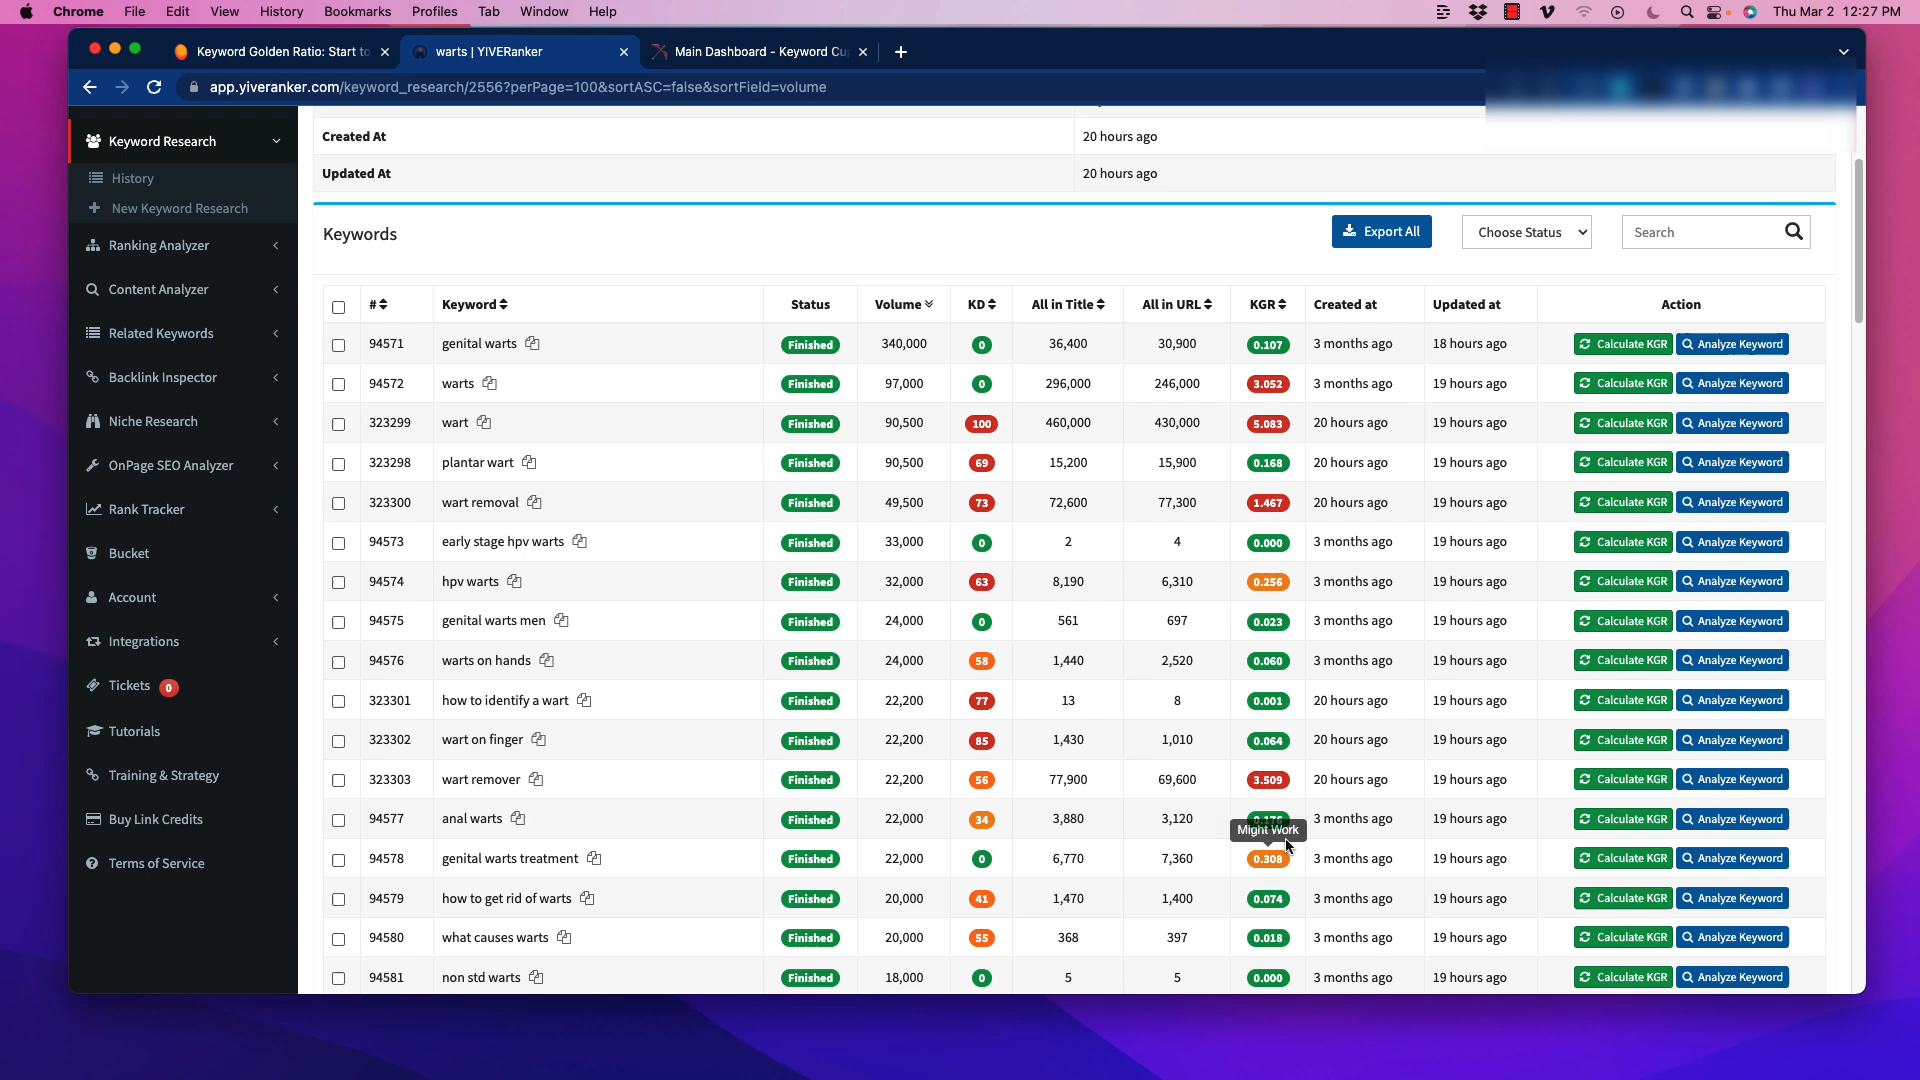 Chrome File Edit View History Bookmarks Profiles Tab Window Help Thu Mar 2 12:27 PM
Keyword Golden Ratio: Start to warts | YIVERanker Main Dashboard - Keyword Cu
app.yiveranker.com/keyword_research/2556?perPage=100&sortASC=false&sortField=volume
Keyword Research
History
New Keyword Research
Ranking Analyzer
Content Analyzer
Related Keywords
Backlink Inspector
Niche Research
OnPage SEO Analyzer
Rank Tracker
Bucket
Account
Integrations
Tickets 0
Tutorials
Training & Strategy
Buy Link Credits
Terms of Service
Created At 20 hours ago
Updated At 20 hours ago
Keywords Export All Choose Status Search
# Keyword Status Volume KD All in Title All in URL KGR Created at Updated at Action
94571 genital warts Finished 340,000 0 36,400 30,900 0.107 3 months ago 18 hours ago Calculate KGR Analyze Keyword
94572 warts Finished 97,000 0 296,000 246,000 3.052 3 months ago 19 hours ago Calculate KGR Analyze Keyword
323299 wart Finished 90,500 100 460,000 430,000 5.083 20 hours ago 19 hours ago Calculate KGR Analyze Keyword
323298 plantar wart Finished 90,500 69 15,200 15,900 0.168 20 hours ago 19 hours ago Calculate KGR Analyze Keyword
323300 wart removal Finished 49,500 73 72,600 77,300 1.467 20 hours ago 19 hours ago Calculate KGR Analyze Keyword
94573 early stage hpv warts Finished 33,000 0 2 4 0.000 3 months ago 19 hours ago Calculate KGR Analyze Keyword
94574 hpv warts Finished 32,000 63 8,190 6,310 0.256 3 months ago 19 hours ago Calculate KGR Analyze Keyword
94575 genital warts men Finished 24,000 0 561 697 0.023 3 months ago 19 hours ago Calculate KGR Analyze Keyword
94576 warts on hands Finished 24,000 58 1,440 2,520 0.060 3 months ago 19 hours ago Calculate KGR Analyze Keyword
323301 how to identify a wart Finished 22,200 77 13 8 0.001 20 hours ago 19 hours ago Calculate KGR Analyze Keyword
323302 wart on finger Finished 22,200 85 1,430 1,010 0.064 20 hours ago 19 hours ago Calculate KGR Analyze Keyword
323303 wart remover Finished 22,200 56 77,900 69,600 3.509 20 hours ago 19 hours ago Calculate KGR Analyze Keyword
94577 anal warts Finished 22,000 34 3,880 3,120 3 months ago 19 hours ago Calculate KGR Analyze Keyword
Might Work
94578 genital warts treatment Finished 22,000 0 6,770 7,360 0.308 3 months ago 19 hours ago Calculate KGR Analyze Keyword
94579 how to get rid of warts Finished 20,000 41 1,470 1,400 0.074 3 months ago 19 hours ago Calculate KGR Analyze Keyword
94580 what causes warts Finished 20,000 55 368 397 0.018 3 months ago 19 hours ago Calculate KGR Analyze Keyword
94581 non std warts Finished 18,000 0 5 5 0.000 3 months ago 19 hours ago Calculate KGR Analyze Keyword